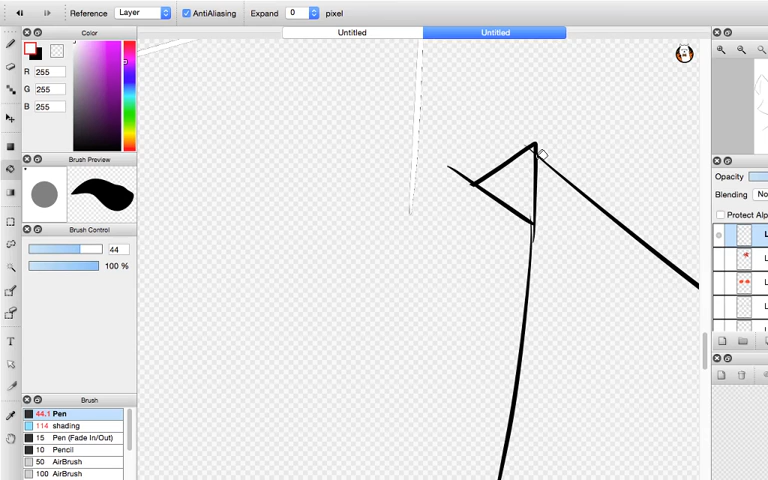 Reference Layer AntiAliasing Expand 0 pixel
Color
Untitled Untitled
R 255
G 255
B 255
Brush Preview
Opacity
Blending
Protect
Brush Control
44
100 %
Brush
44.1 Pen
114 shading
15 Pen (Fade In/Out)
10 Pencil
50 AirBrush
100 AirBrush
T